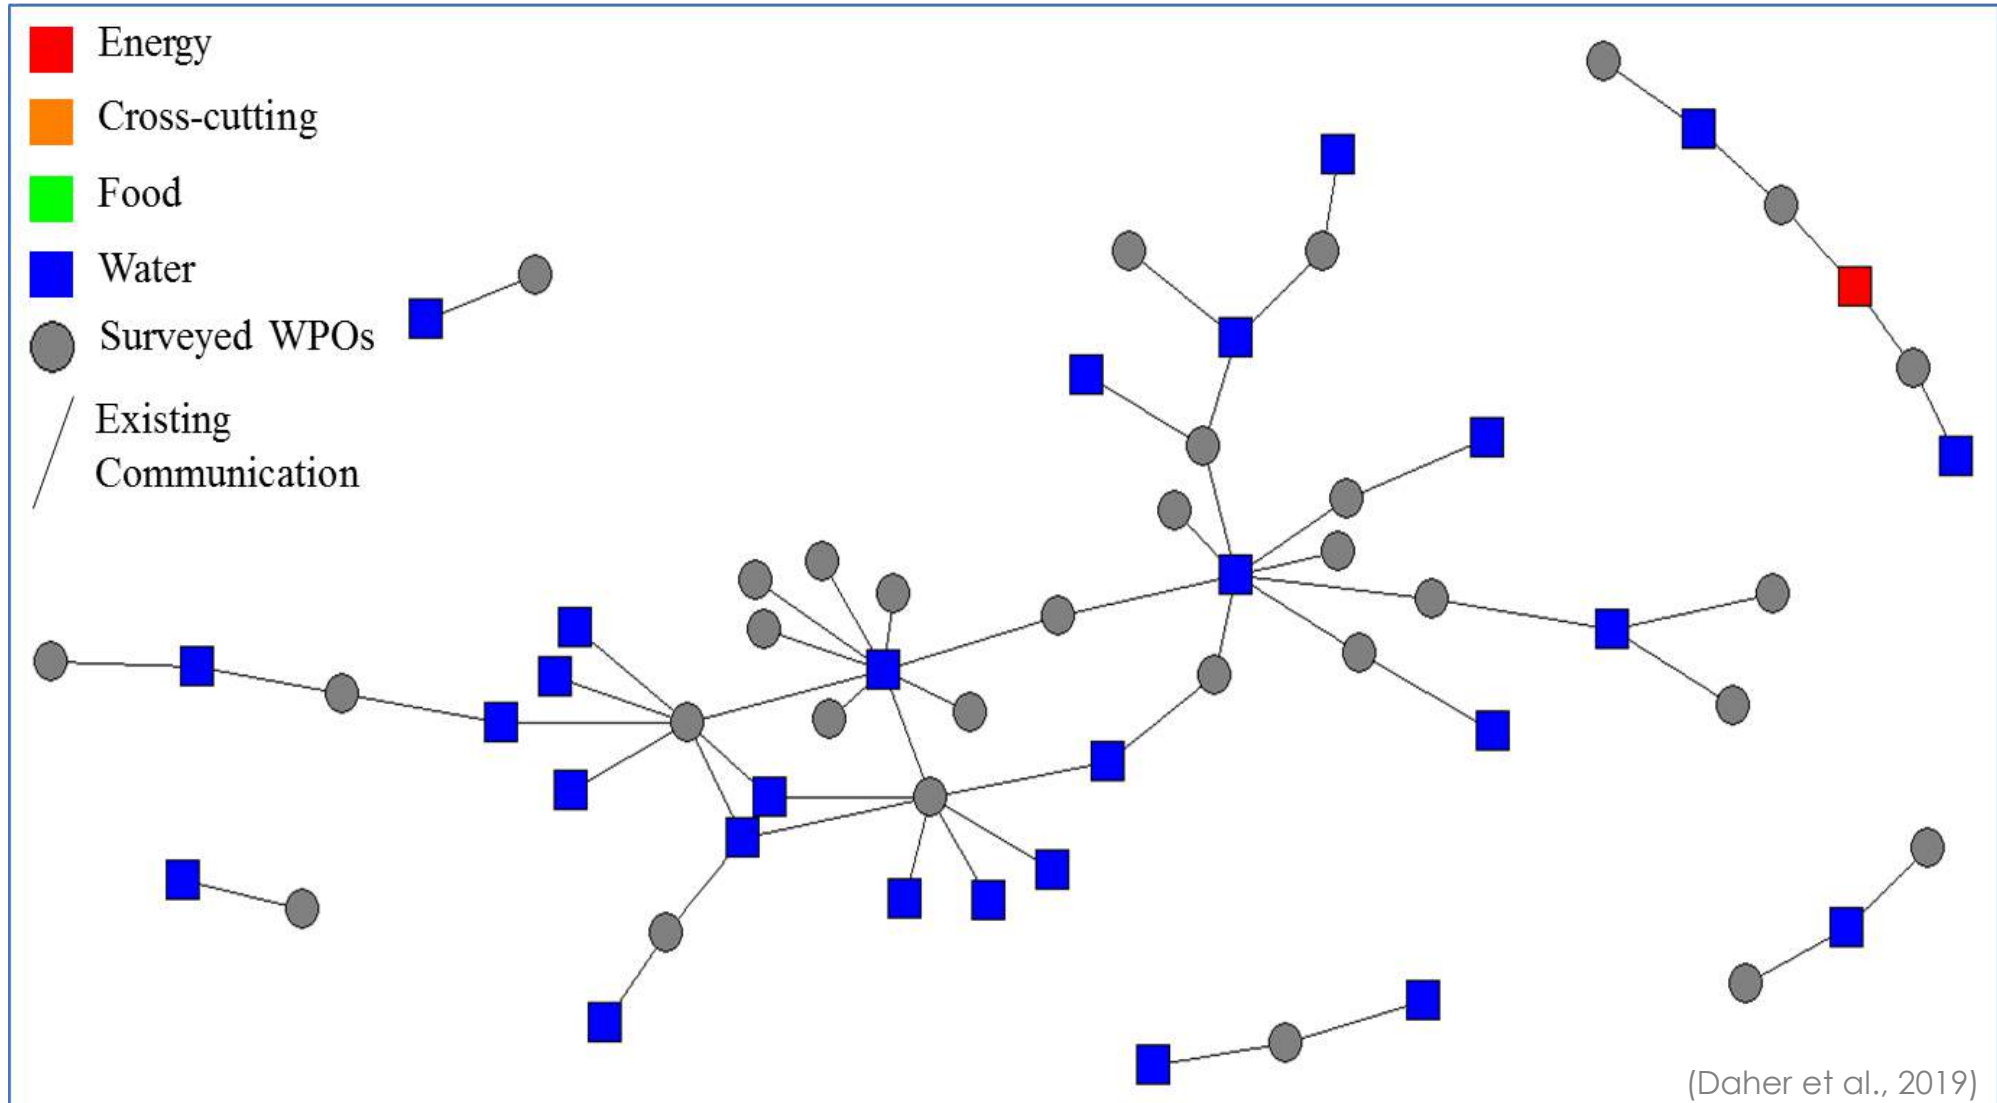 Energy
Cross-cutting
Food
Water
Surveyed WPOs
Existing
Communication
(Daher et al., 2019)